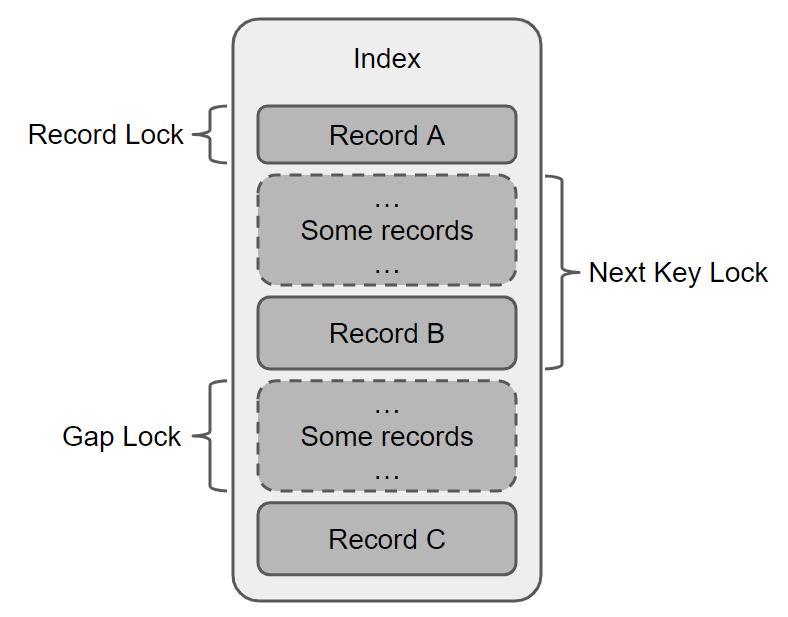 Index
Record Lock
Record A
...
Some records
...
Next Key Lock
Record B
Gap Lock
...
Some records
...
Record C